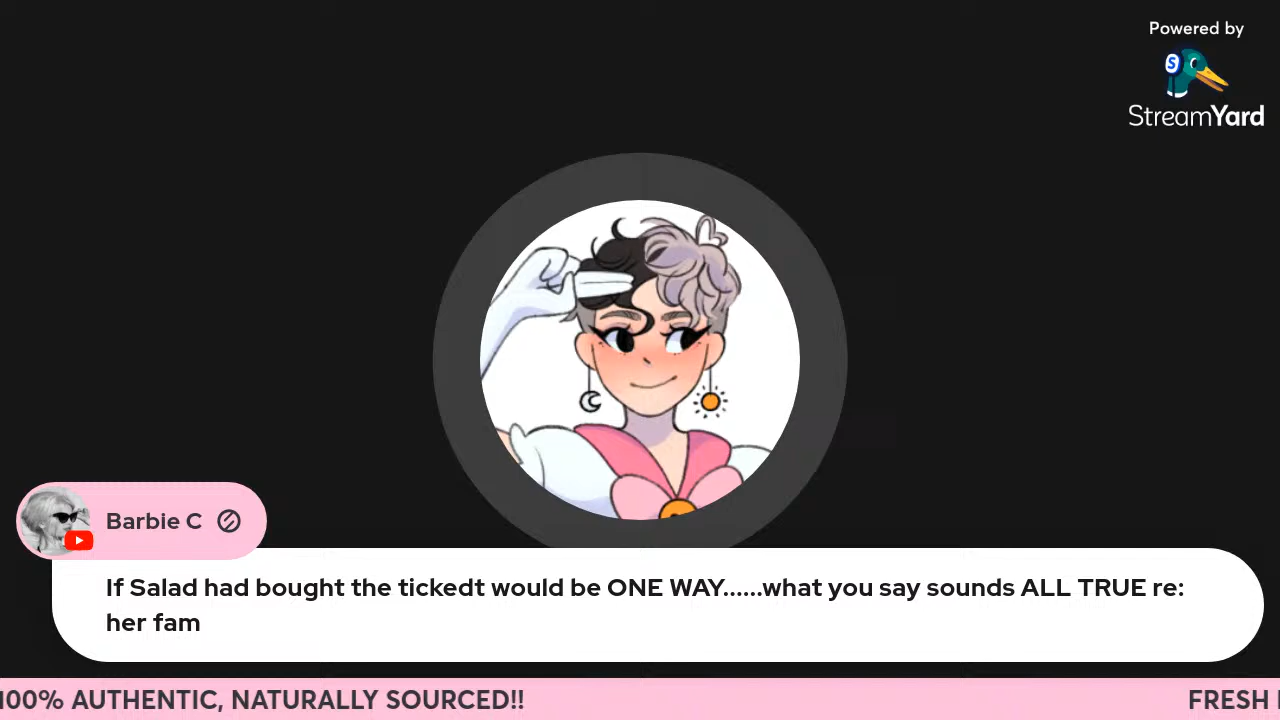 Powered by
S
StreamYard
Barbie C
If Salad had bought the tickedt would be ONE WAY......what you say sounds ALL TRUE re:
her fam
100% AUTHENTIC, NATURALLY SOURCED!! FRESH